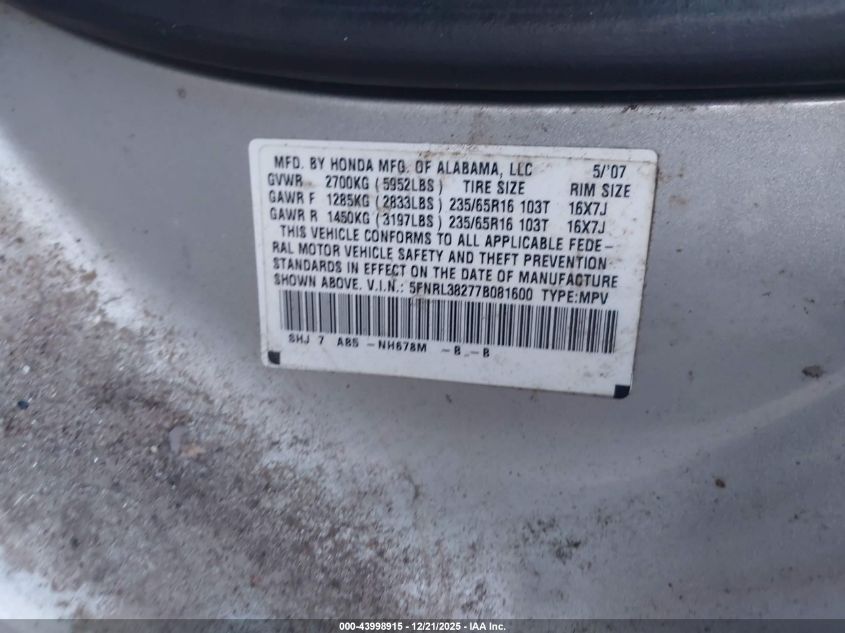 MFD. BY HONDA MFG. OF ALABAMA, LLC 5/'07
GVWR 2700KG (5952LBS) TIRE SIZE RIM SIZE
GAWR F 1285KG (2833LBS) 235/65R16 103T 16X7J
GAWR R 1450KG (3197LBS) 235/65R16 103T 16X7J
THIS VEHICLE CONFORMS TO ALL APPLICABLE FEDE-
RAL MOTOR VEHICLE SAFETY AND THEFT PREVENTION
STANDARDS IN EFFECT ON THE DATE OF MANUFACTURE
SHOWN ABOVE. V.I.N.: 5FNRL38277B081600 TYPE:MPV
SHJ 7 A85 -NH678M -B -B
000-43998915 - 12/21/2025 - IAA Inc.